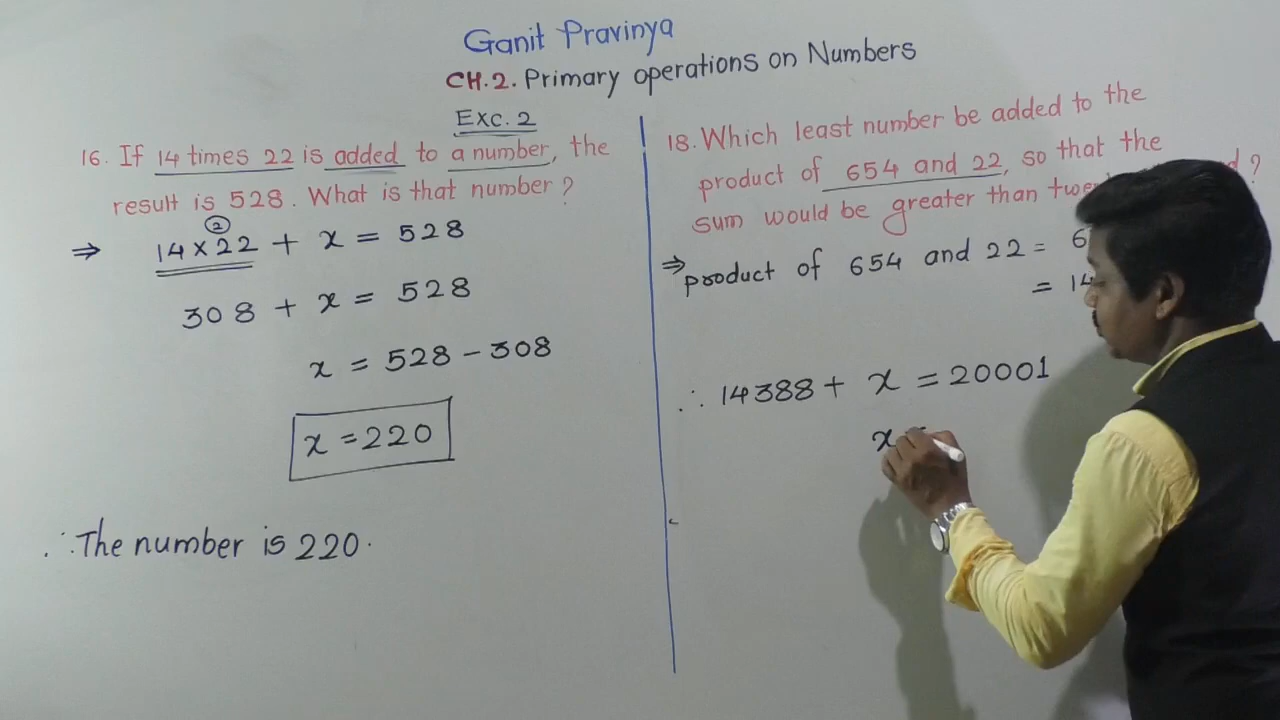 Ganit Pravinya
CH.2. Primary operations on Numbers
Exc. 2
16. If 14 times 22 is added to a number, the
result is 528. What is that number?
②
⇒ 14 × 22 + x = 528
308 + x = 528
x = 528 - 308
x = 220
∴ The number is 220.
18. Which least number be added to the
product of 654 and 22, so that the
sum would be greater than ?
⇒ product of 654 and 22 = 6
= 14
∴ 14388 + x = 20001
x =